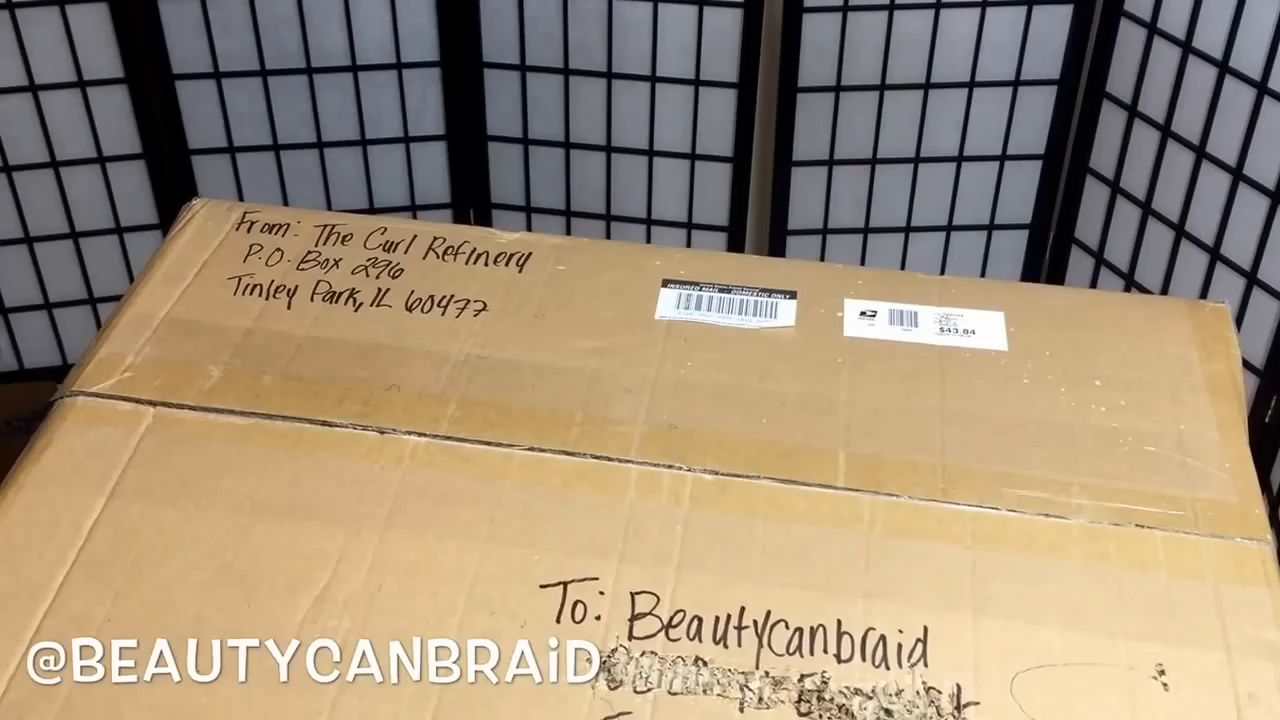 From: The Curl Refinery
P.O. Box 296
Tinley Park, IL 60477
INSURED MAIL - DOMESTIC ONLY
$43.84
To: Beautycanbraid
@BEAUTYCANBRAiD